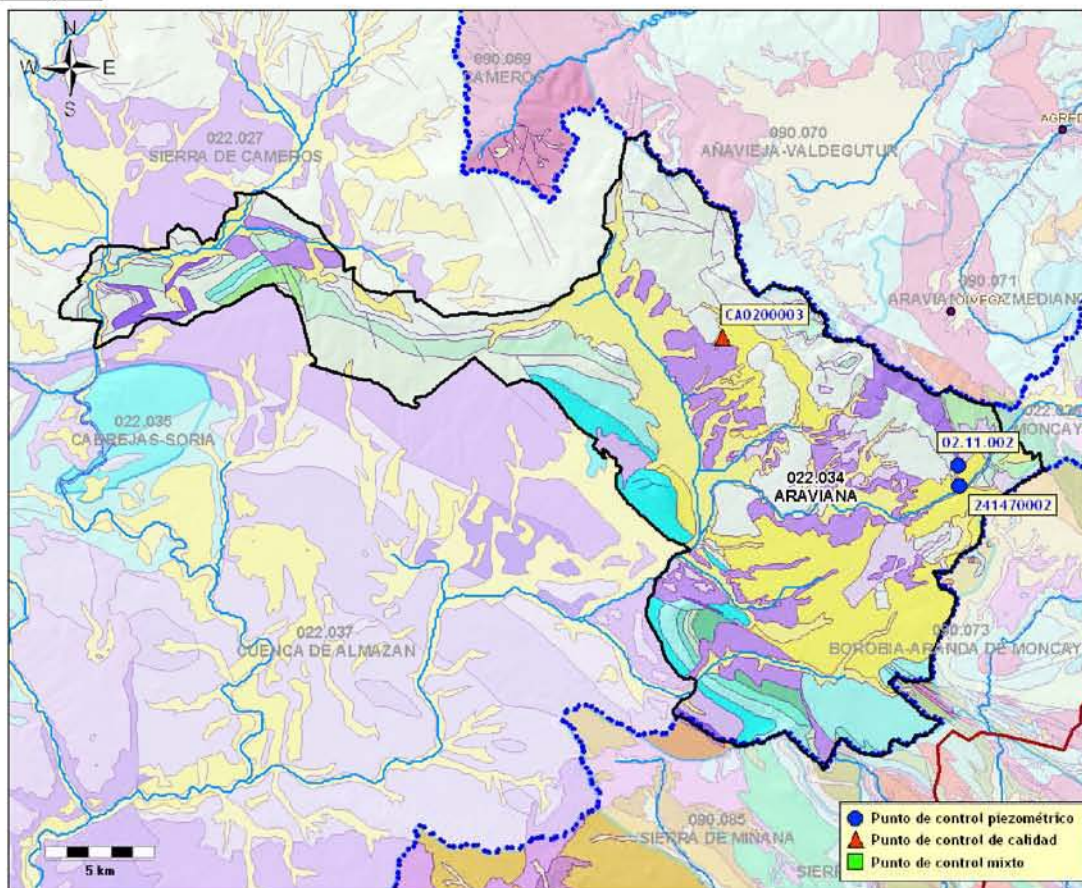 N
W E
S
090.069
CAMEROS
022.027
SIERRA DE CAMEROS
090.070
AÑAVIEJA-VALDEGUTUR
AGRED
090.071
CA0200003
022.035
CABREJAS-SORIA
MONCAY
02.11.002
022.034
ARAVIANA
241470002
022.037
CUENCA DE ALMAZAN
090.073
BOROBIA-ARANDA DE MONCAY
090.085
SIERRA DE MIÑANA
SIERR
5 km
Punto de control piezométrico
Punto de control de calidad
Punto de control mixto